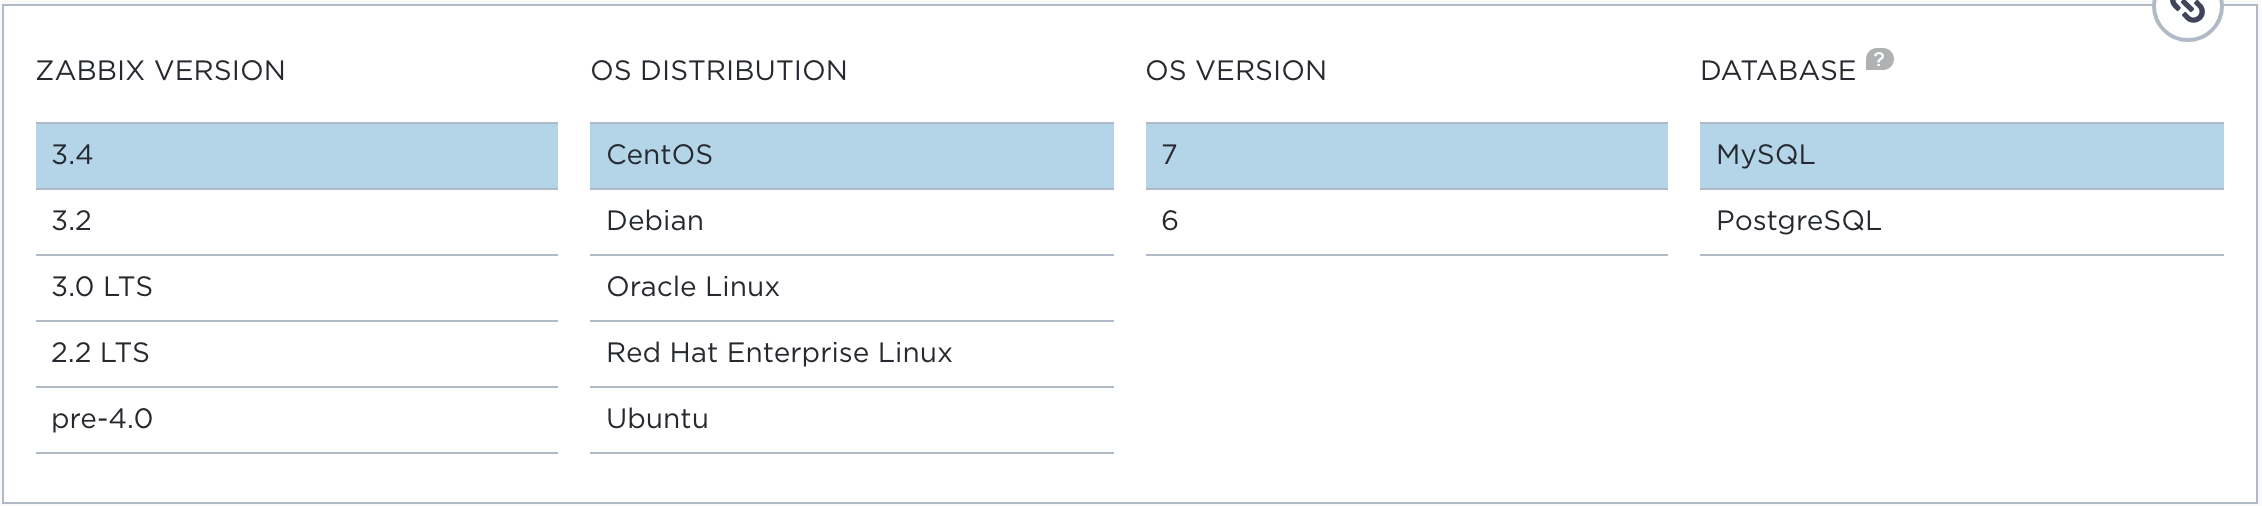 ZABBIX VERSION
3.4
3.2
3.0 LTS
2.2 LTS
pre-4.0
OS DISTRIBUTION
CentOS
Debian
Oracle Linux
Red Hat Enterprise Linux
Ubuntu
OS VERSION
7
6
DATABASE ?
MySQL
PostgreSQL